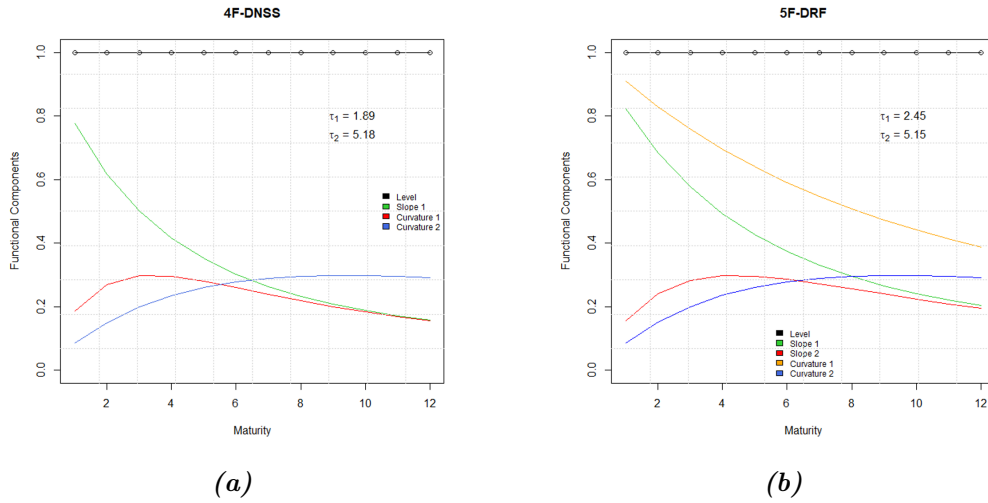 4F-DNSS
Functional Components
0.0
0.2
0.4
0.6
0.8
1.0
τ1 = 1.89
τ2 = 5.18
Level
Slope 1
Curvature 1
Curvature 2
2
4
6
8
10
12
Maturity
(a)
5F-DRF
Functional Components
0.0
0.2
0.4
0.6
0.8
1.0
τ1 = 2.45
τ2 = 5.15
Level
Slope 1
Slope 2
Curvature 1
Curvature 2
2
4
6
8
10
12
Maturity
(b)